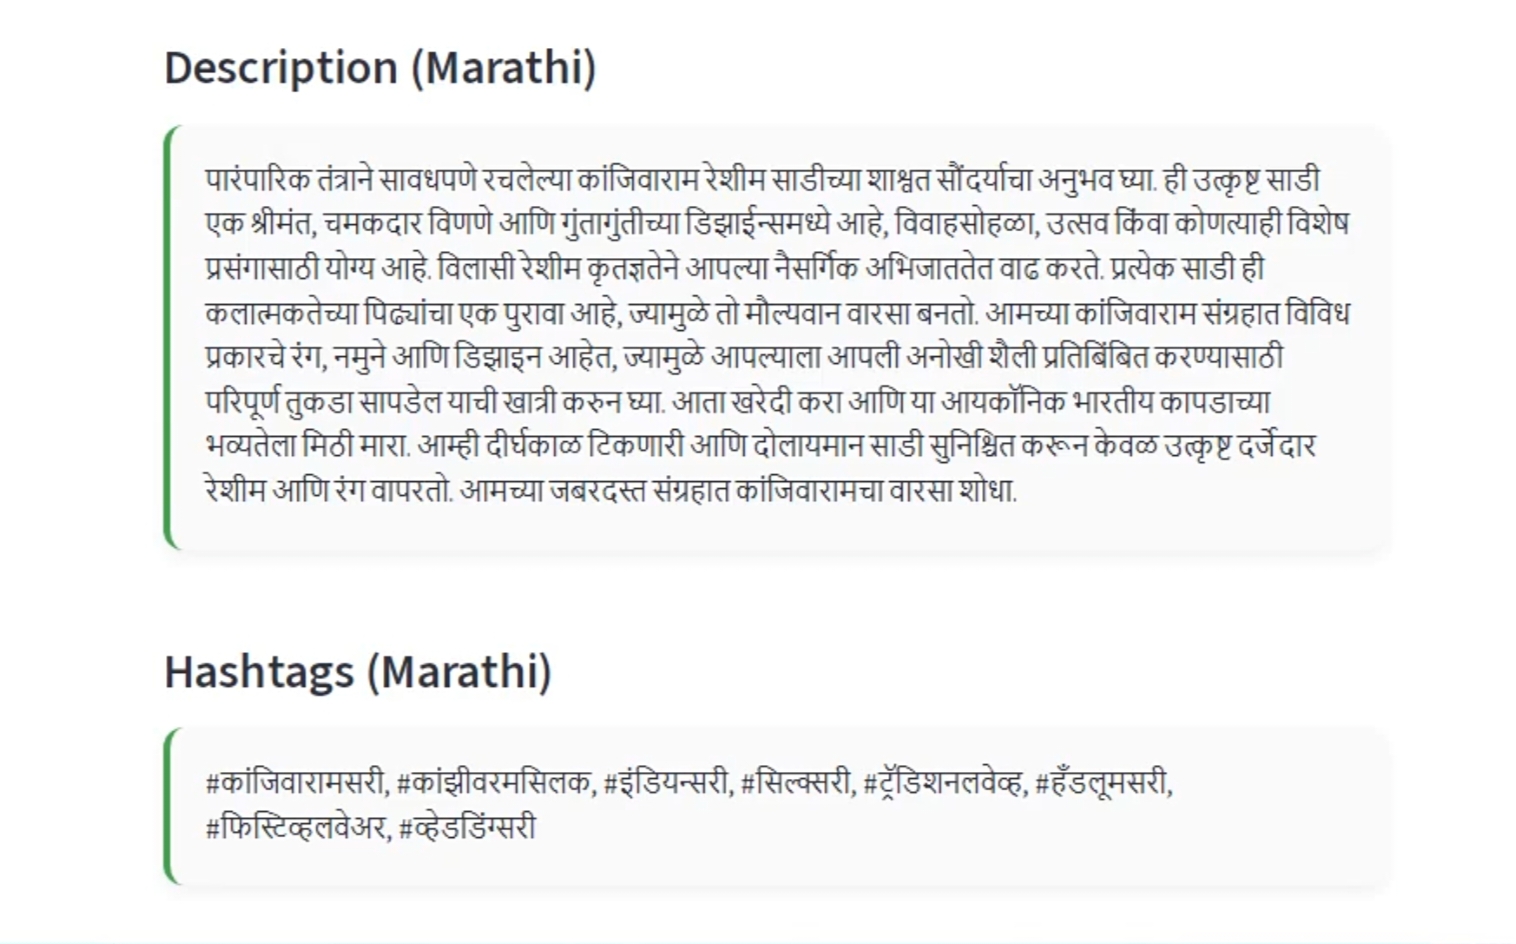 Description (Marathi)
पारंपारिक तंत्राने सावधपणे रचलेल्या कांजिवाराम रेशीम साडीच्या शाश्वत सौंदर्याचा अनुभव घ्या. ही उत्कृष्ट साडी
एक श्रीमंत, चमकदार विणणे आणि गुंतागुंतीच्या डिझाईन्समध्ये आहे, विवाहसोहळा, उत्सव किंवा कोणत्याही विशेष
प्रसंगासाठी योग्य आहे. विलासी रेशीम कृतज्ञतेने आपल्या नैसर्गिक अभिजाततेत वाढ करते. प्रत्येक साडी ही
कलात्मकतेच्या पिढ्यांचा एक पुरावा आहे, ज्यामुळे तो मौल्यवान वारसा बनतो. आमच्या कांजिवाराम संग्रहात विविध
प्रकारचे रंग, नमुने आणि डिझाइन आहेत, ज्यामुळे आपल्याला आपली अनोखी शैली प्रतिबिंबित करण्यासाठी
परिपूर्ण तुकडा सापडेल याची खात्री करुन घ्या. आता खरेदी करा आणि या आयकॉनिक भारतीय कापडाच्या
भव्यतेला मिठी मारा. आम्ही दीर्घकाळ टिकणारी आणि दोलायमान साडी सुनिश्चित करून केवळ उत्कृष्ट दर्जेदार
रेशीम आणि रंग वापरतो. आमच्या जबरदस्त संग्रहात कांजिवारामचा वारसा शोधा.
Hashtags (Marathi)
#कांजिवारामसरी, #कांझीवरमसिलक, #इंडियन्सरी, #सिल्क्सरी, #ट्रॅडिशनलवेव्ह, #हँडलूमसरी,
#फिस्टिव्हलवेअर, #व्हेडडिंग्सरी